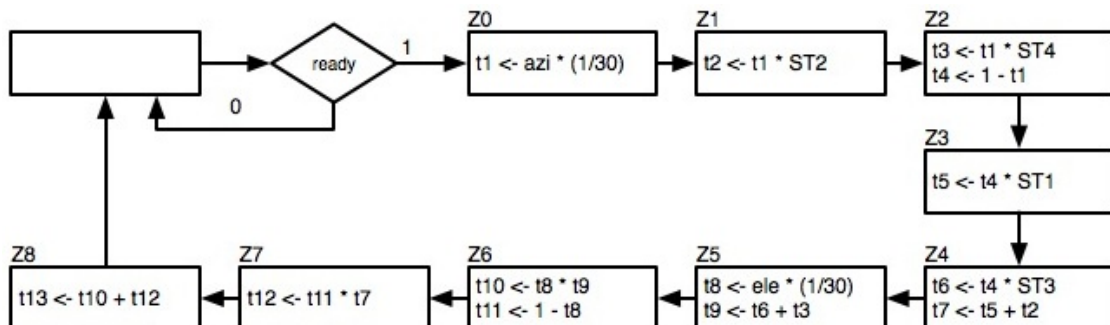 ready
1
0
Z0
t1 <- azi * (1/30)
Z1
t2 <- t1 * ST2
Z2
t3 <- t1 * ST4
t4 <- 1 - t1
Z3
t5 <- t4 * ST1
Z4
t6 <- t4 * ST3
t7 <- t5 + t2
Z5
t8 <- ele * (1/30)
t9 <- t6 + t3
Z6
t10 <- t8 * t9
t11 <- 1 - t8
Z7
t12 <- t11 * t7
Z8
t13 <- t10 + t12